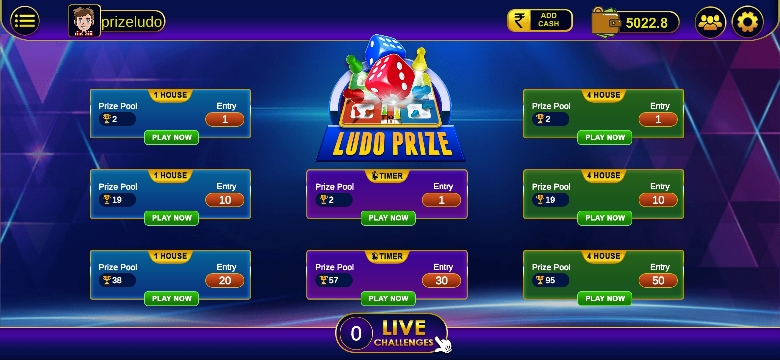 prizeludo
₹ ADD
CASH
5022.8
LUDO PRIZE
1 HOUSE
Prize Pool Entry
2 1
PLAY NOW
4 HOUSE
Prize Pool Entry
2 1
PLAY NOW
1 HOUSE
Prize Pool Entry
19 10
PLAY NOW
TIMER
Prize Pool Entry
2 1
PLAY NOW
4 HOUSE
Prize Pool Entry
19 10
PLAY NOW
1 HOUSE
Prize Pool Entry
38 20
PLAY NOW
TIMER
Prize Pool Entry
57 30
PLAY NOW
4 HOUSE
Prize Pool Entry
95 50
PLAY NOW
0 LIVE
CHALLENGES